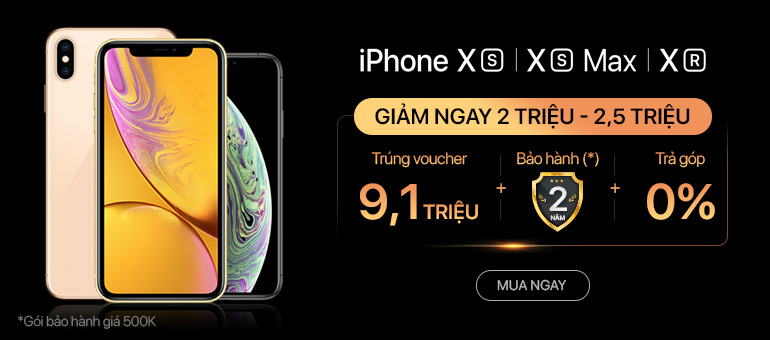 iPhone XS | XS Max | XR
GIẢM NGAY 2 TRIỆU - 2,5 TRIỆU
Trúng voucher
9,1 TRIỆU
+
Bảo hành (*)
2
NĂM
+
Trả góp
0%
MUA NGAY
*Gói bảo hành giá 500K